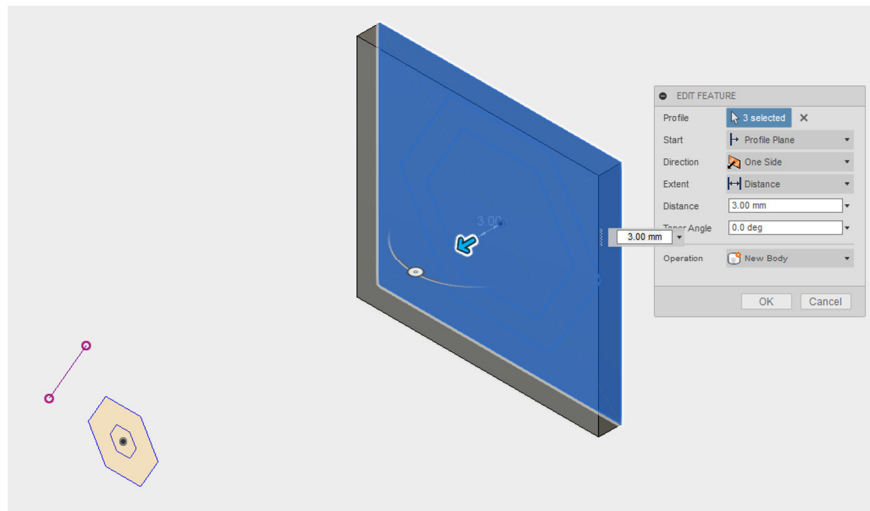 EDIT FEATURE
Profile 3 selected
Start Profile Plane
Direction One Side
Extent Distance
Distance 3.00 mm
Taper Angle 0.0 deg
Operation New Body
OK Cancel
3.00
3.00 mm